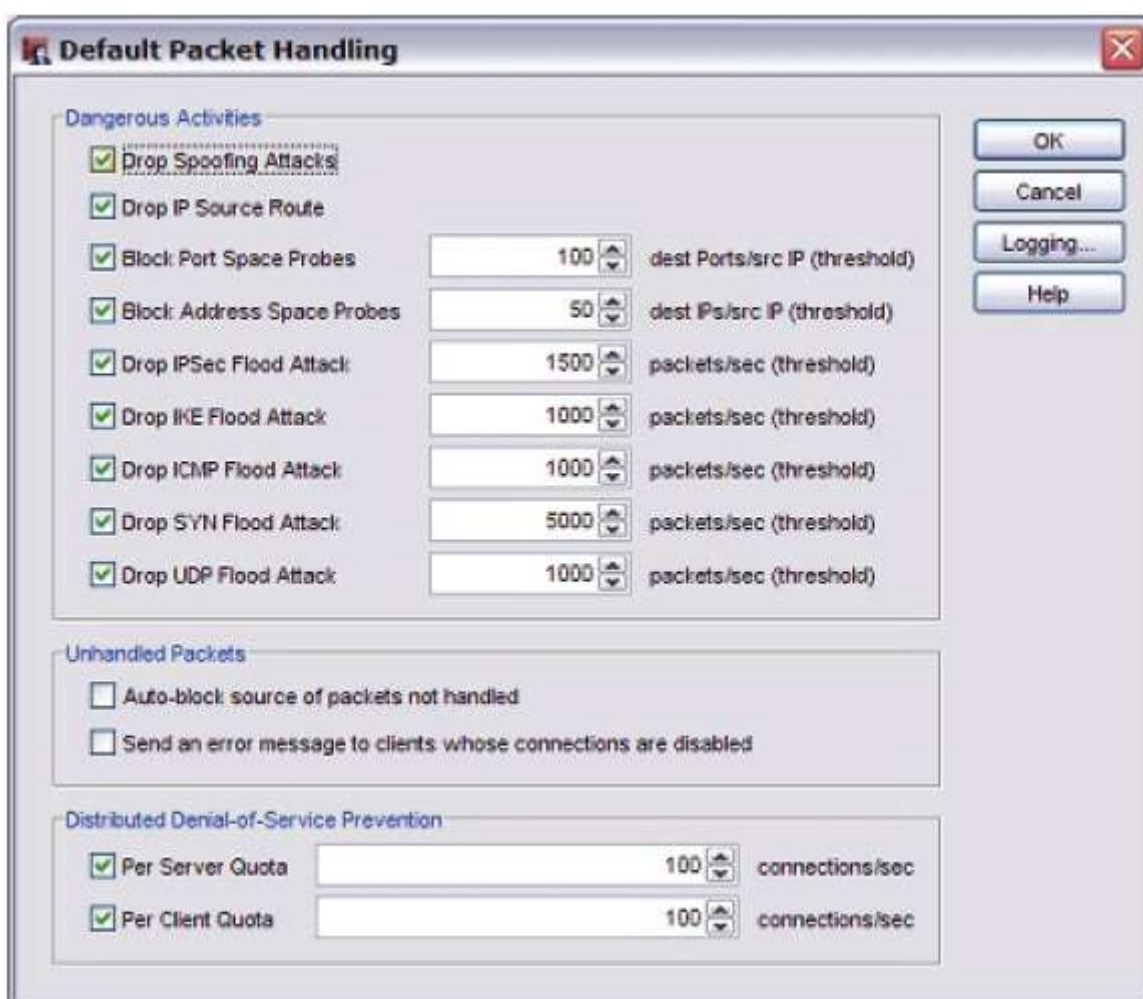 Default Packet Handling
Dangerous Activities
Drop Spoofing Attacks
Drop IP Source Route
Block Port Space Probes 100 dest Ports/src IP (threshold)
Block Address Space Probes 50 dest IPs/src IP (threshold)
Drop IPSec Flood Attack 1500 packets/sec (threshold)
Drop IKE Flood Attack 1000 packets/sec (threshold)
Drop ICMP Flood Attack 1000 packets/sec (threshold)
Drop SYN Flood Attack 5000 packets/sec (threshold)
Drop UDP Flood Attack 1000 packets/sec (threshold)
Unhandled Packets
Auto-block source of packets not handled
Send an error message to clients whose connections are disabled
Distributed Denial-of-Service Prevention
Per Server Quota 100 connections/sec
Per Client Quota 100 connections/sec
OK
Cancel
Logging...
Help